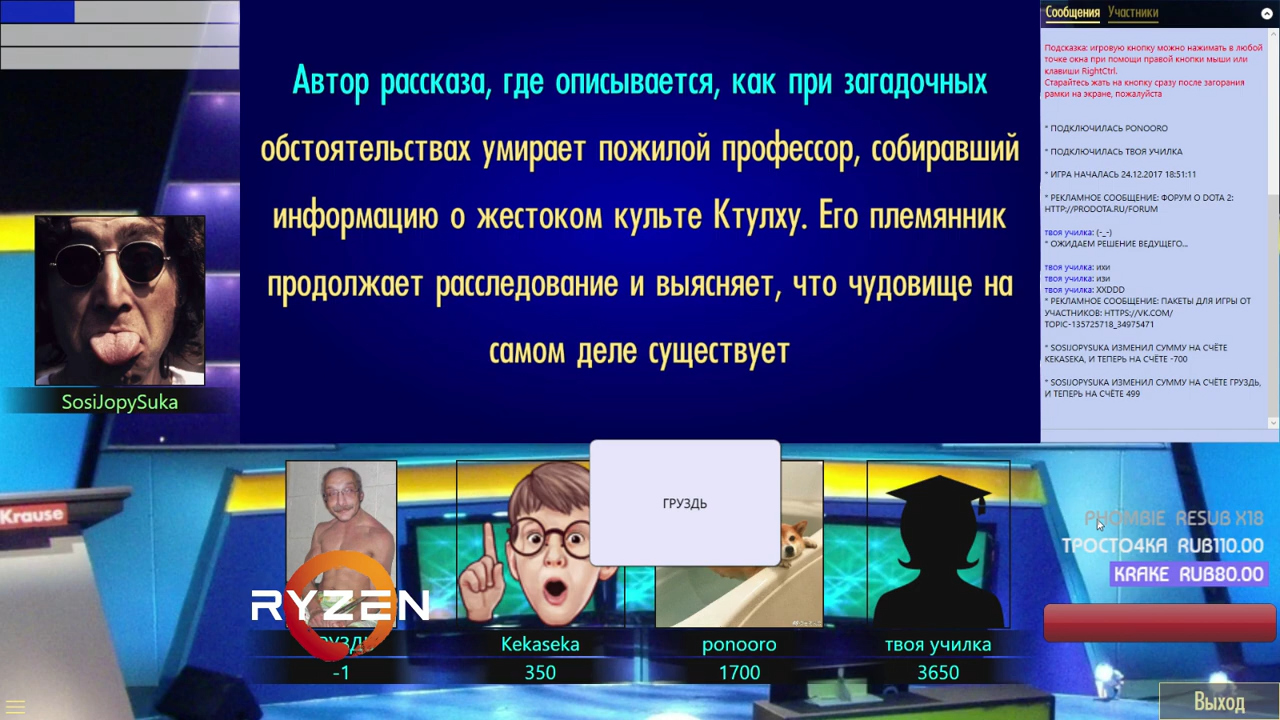 Автор рассказа, где описывается, как при загадочных
обстоятельствах умирает пожилой профессор, собиравший
информацию о жестоком культе Ктулху. Его племянник
продолжает расследование и выясняет, что чудовище на
самом деле существует
Сообщения Участники
Подсказка: игровую кнопку можно нажимать в любой
точке окна при помощи правой кнопки мыши или
клавиши RightCtrl.
Старайтесь жать на кнопку сразу после загорания
рамки на экране, пожалуйста
* ПОДКЛЮЧИЛАСЬ PONOORO
* ПОДКЛЮЧИЛАСЬ ТВОЯ УЧИЛКА
* ИГРА НАЧАЛАСЬ 24.12.2017 18:51:11
* РЕКЛАМНОЕ СООБЩЕНИЕ: ФОРУМ О DOTA 2:
HTTP://PRODOTA.RU/FORUM
твоя училка: (-_-)
* ОЖИДАЕМ РЕШЕНИЕ ВЕДУЩЕГО...
твоя училка: ихи
твоя училка: изи
твоя училка: XXDDD
* РЕКЛАМНОЕ СООБЩЕНИЕ: ПАКЕТЫ ДЛЯ ИГРЫ ОТ
УЧАСТНИКОВ: HTTPS://VK.COM/
TOPIC-135725718_34975471
* SOSIJOPYSUKA ИЗМЕНИЛ СУММУ НА СЧЁТЕ
KEKASEKA, И ТЕПЕРЬ НА СЧЁТЕ -700
* SOSIJOPYSUKA ИЗМЕНИЛ СУММУ НА СЧЁТЕ ГРУЗДЬ,
И ТЕПЕРЬ НА СЧЁТЕ 499
SosiJopySuka
ГРУЗДЬ
Krause
PHOMBIE RESUB X18
ТРОСТО4КА RUB110.00
KRAKE RUB80.00
RYZEN
Kekaseka
ponooro
твоя училка
-1
350
1700
3650
Выход